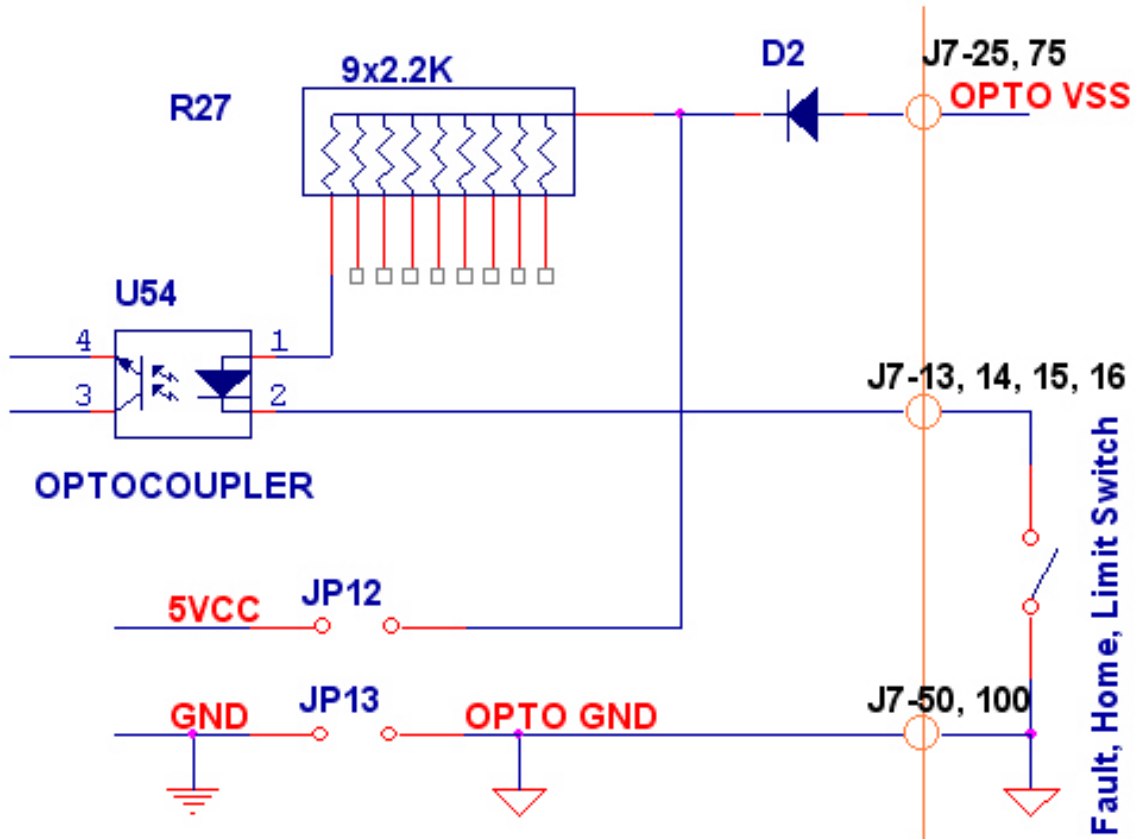 D2
J7-25, 75
9x2.2K
OPTO VSS
R27
U54
4
1
3
2
J7-13, 14, 15, 16
OPTOCOUPLER
Fault, Home, Limit Switch
JP12
5VCC
JP13
J7-50, 100
GND
OPTO GND